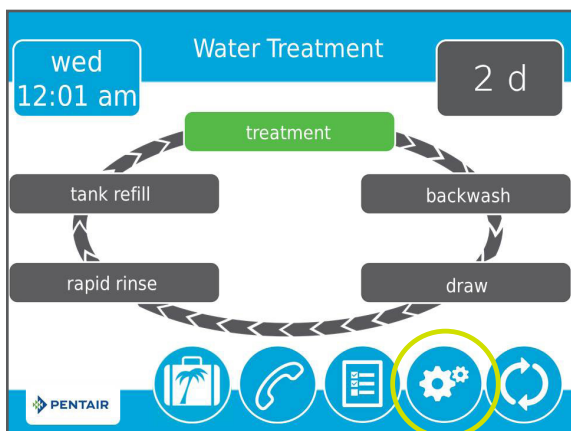 Water Treatment
wed
12:01 am
2 d
treatment
tank refill
backwash
rapid rinse
draw
PENTAIR